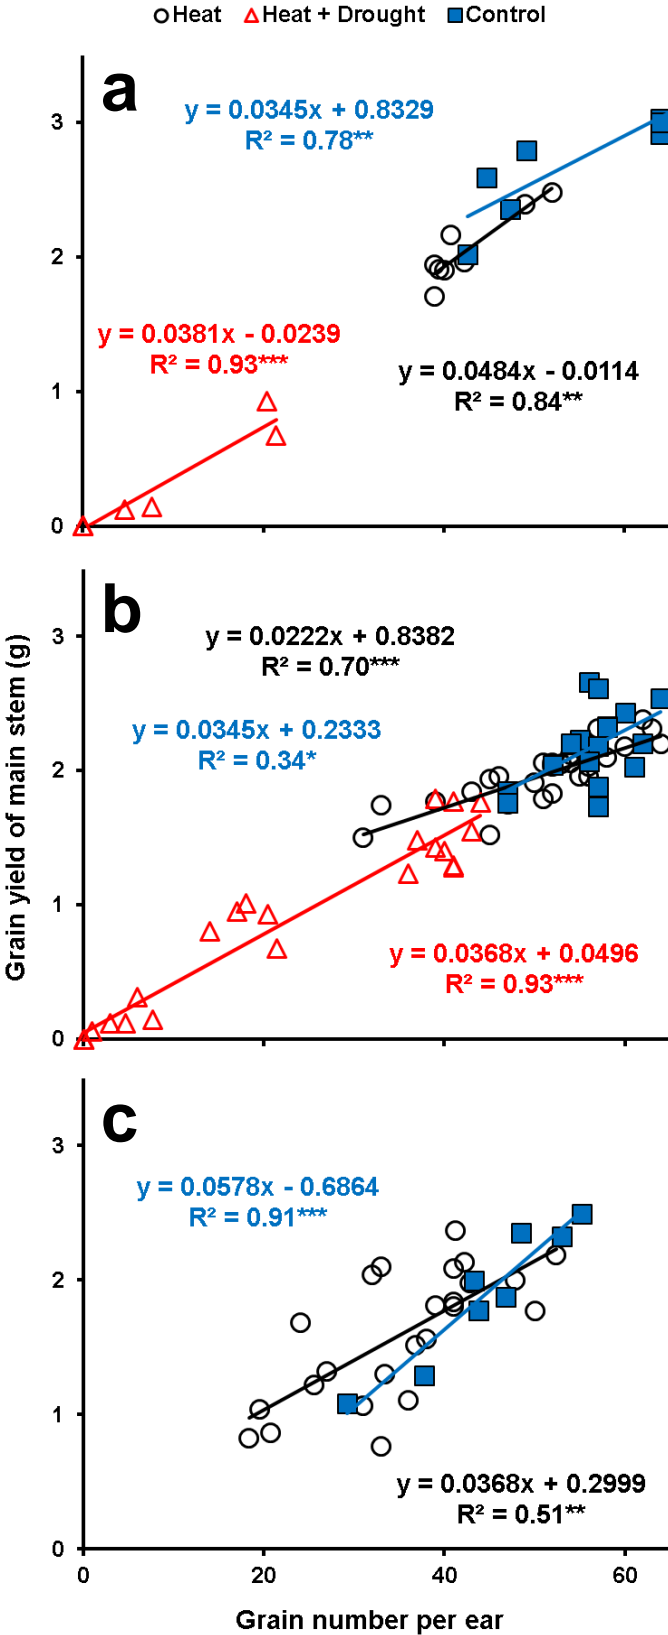 Heat Heat + Drought Control
a
y = 0.0345x + 0.8329
R² = 0.78**
3
2
y = 0.0381x - 0.0239
R² = 0.93***
y = 0.0484x - 0.0114
R² = 0.84**
1
0
b
y = 0.0222x + 0.8382
R² = 0.70***
3
y = 0.0345x + 0.2333
R² = 0.34*
2
Grain yield of main stem (g)
1
y = 0.0368x + 0.0496
R² = 0.93***
0
c
3
y = 0.0578x - 0.6864
R² = 0.91***
2
1
y = 0.0368x + 0.2999
R² = 0.51**
0
0 20 40 60
Grain number per ear